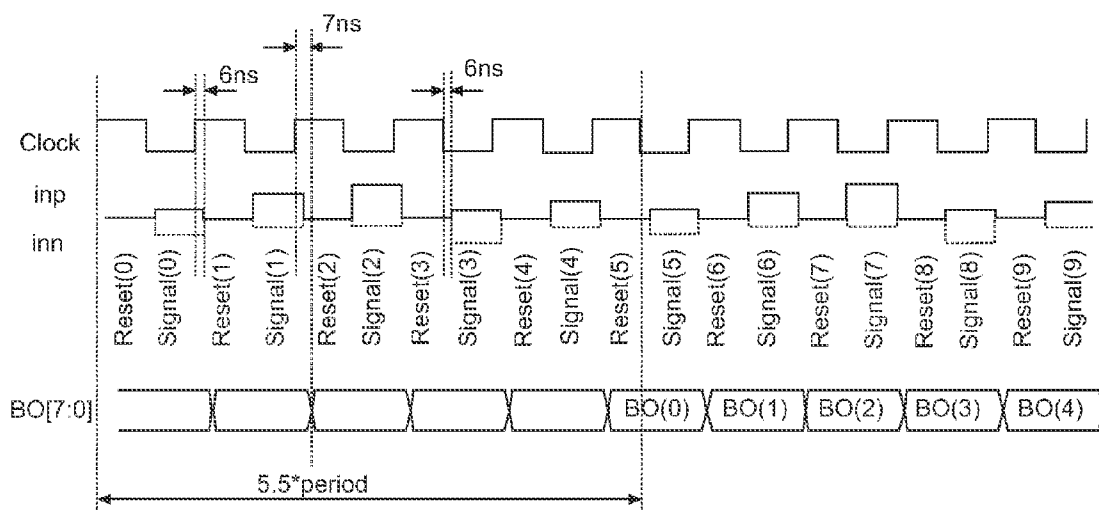 7ns
6ns
6ns
Clock
inp
inn
Reset(0)
Signal(0)
Reset(1)
Signal(1)
Reset(2)
Signal(2)
Reset(3)
Signal(3)
Reset(4)
Signal(4)
Reset(5)
Signal(5)
Reset(6)
Signal(6)
Reset(7)
Signal(7)
Reset(8)
Signal(8)
Reset(9)
Signal(9)
BO[7:0]
BO(0)
BO(1)
BO(2)
BO(3)
BO(4)
5.5*period